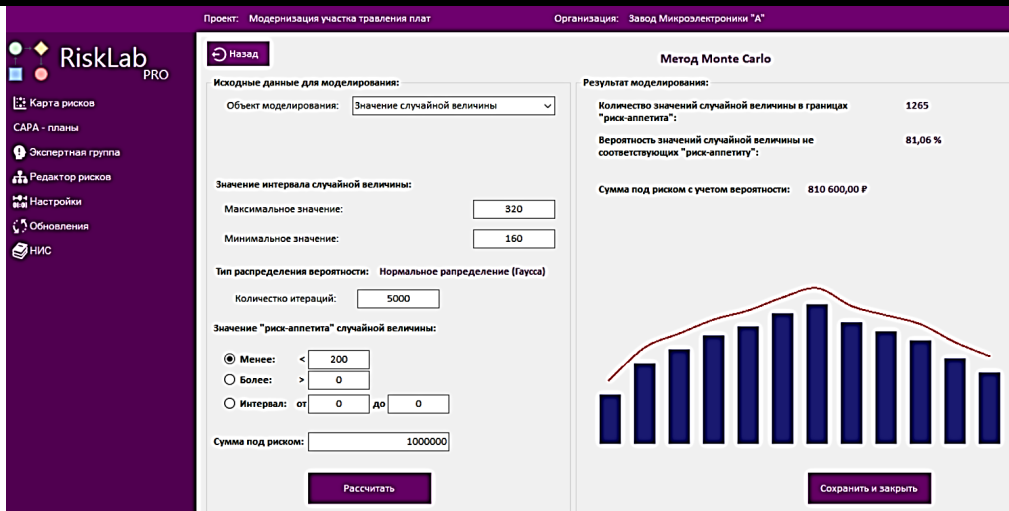 Проект: Модернизация участка травления плат Организация: Завод Микроэлектроники "А"
RiskLab
PRO
Карта рисков
CAPA - планы
Экспертная группа
Редактор рисков
Настройки
Обновления
НИС
Назад
Метод Monte Carlo
Исходные данные для моделирования:
Объект моделирования: Значение случайной величины
Значение интервала случайной величины:
Максимальное значение: 320
Минимальное значение: 160
Тип распределения вероятности: Нормальное рапределение (Гаусса)
Количестко итераций: 5000
Значение "риск-аппетита" случайной величины:
Менее: < 200
Более: > 0
Интервал: от 0 до 0
Сумма под риском: 1000000
Рассчитать
Результат моделирования:
Количество значений случайной величины в границах
"риск-аппетита": 1265
Вероятность значений случайной величины не
соответствующих "риск-аппетиту": 81,06 %
Сумма под риском с учетом вероятности: 810 600,00 ₽
Сохранить и закрыть